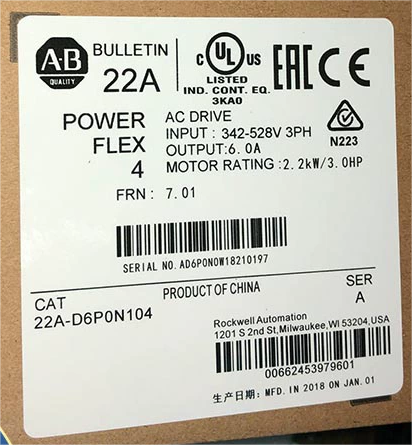 A-B
QUALITY
BULLETIN
22A
C UL US
LISTED
IND. CONT. EQ.
3KA0
EAC CE
POWER
FLEX
4
AC DRIVE
INPUT : 342-528V 3PH
OUTPUT:6.0A
MOTOR RATING :2.2kW/3.0HP
N223
FRN : 7.01
SERIAL NO.AD6P0N0W18210197
CAT
22A-D6P0N104
PRODUCT OF CHINA
SER
A
Rockwell Automation
1201 S 2nd St,Milwaukee,WI 53204,USA
00662453979601
生产日期: MFD.IN 2018 ON JAN.01